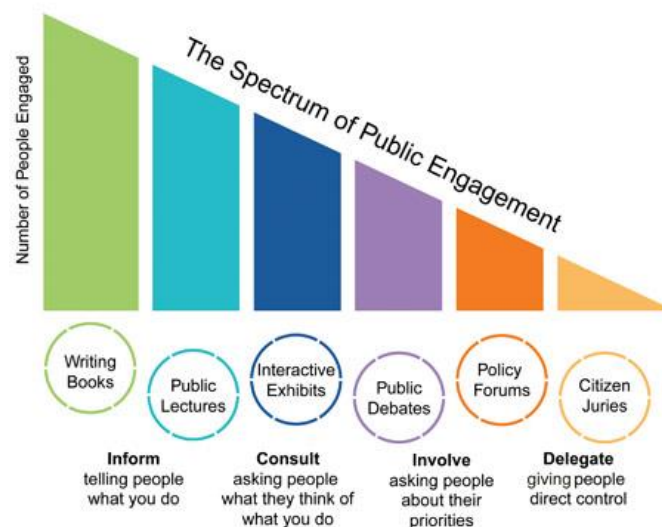 The Spectrum of Public Engagement
Number of People Engaged
Writing
Books
Public
Lectures
Interactive
Exhibits
Public
Debates
Policy
Forums
Citizen
Juries
Inform
telling people
what you do
Consult
asking people
what they think of
what you do
Involve
asking people
about their
priorities
Delegate
giving people
direct control